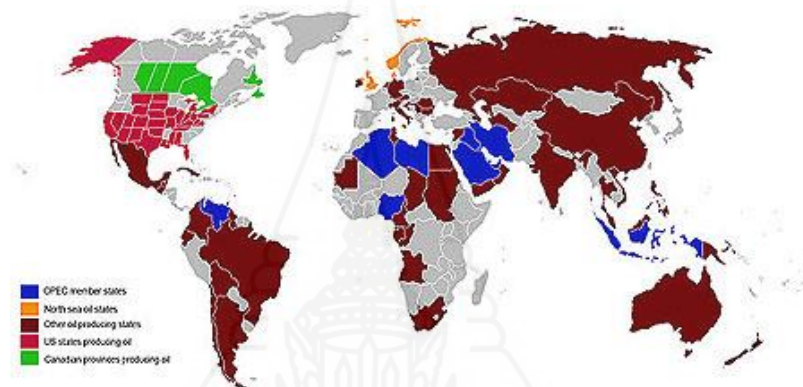 OPEC member states
North sea oil states
Other oil producing states
US states producing oil
Canadian provinces producing oil